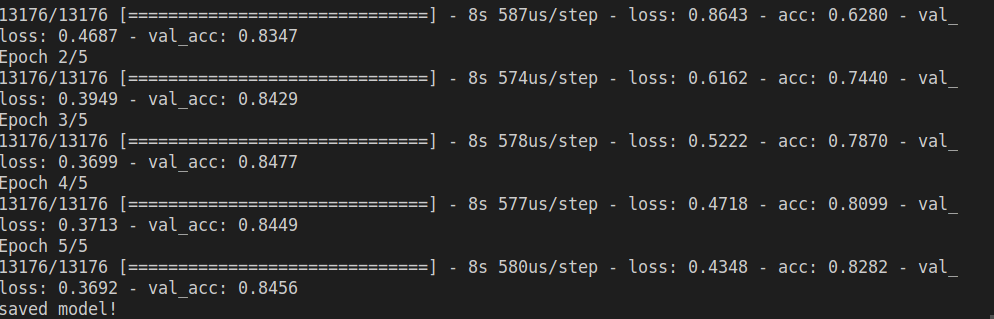 13176/13176 [==============================] - 8s 587us/step - loss: 0.8643 - acc: 0.6280 - val_
loss: 0.4687 - val_acc: 0.8347
Epoch 2/5
13176/13176 [==============================] - 8s 574us/step - loss: 0.6162 - acc: 0.7440 - val_
loss: 0.3949 - val_acc: 0.8429
Epoch 3/5
13176/13176 [==============================] - 8s 578us/step - loss: 0.5222 - acc: 0.7870 - val_
loss: 0.3699 - val_acc: 0.8477
Epoch 4/5
13176/13176 [==============================] - 8s 577us/step - loss: 0.4718 - acc: 0.8099 - val_
loss: 0.3713 - val_acc: 0.8449
Epoch 5/5
13176/13176 [==============================] - 8s 580us/step - loss: 0.4348 - acc: 0.8282 - val_
loss: 0.3692 - val_acc: 0.8456
saved model!